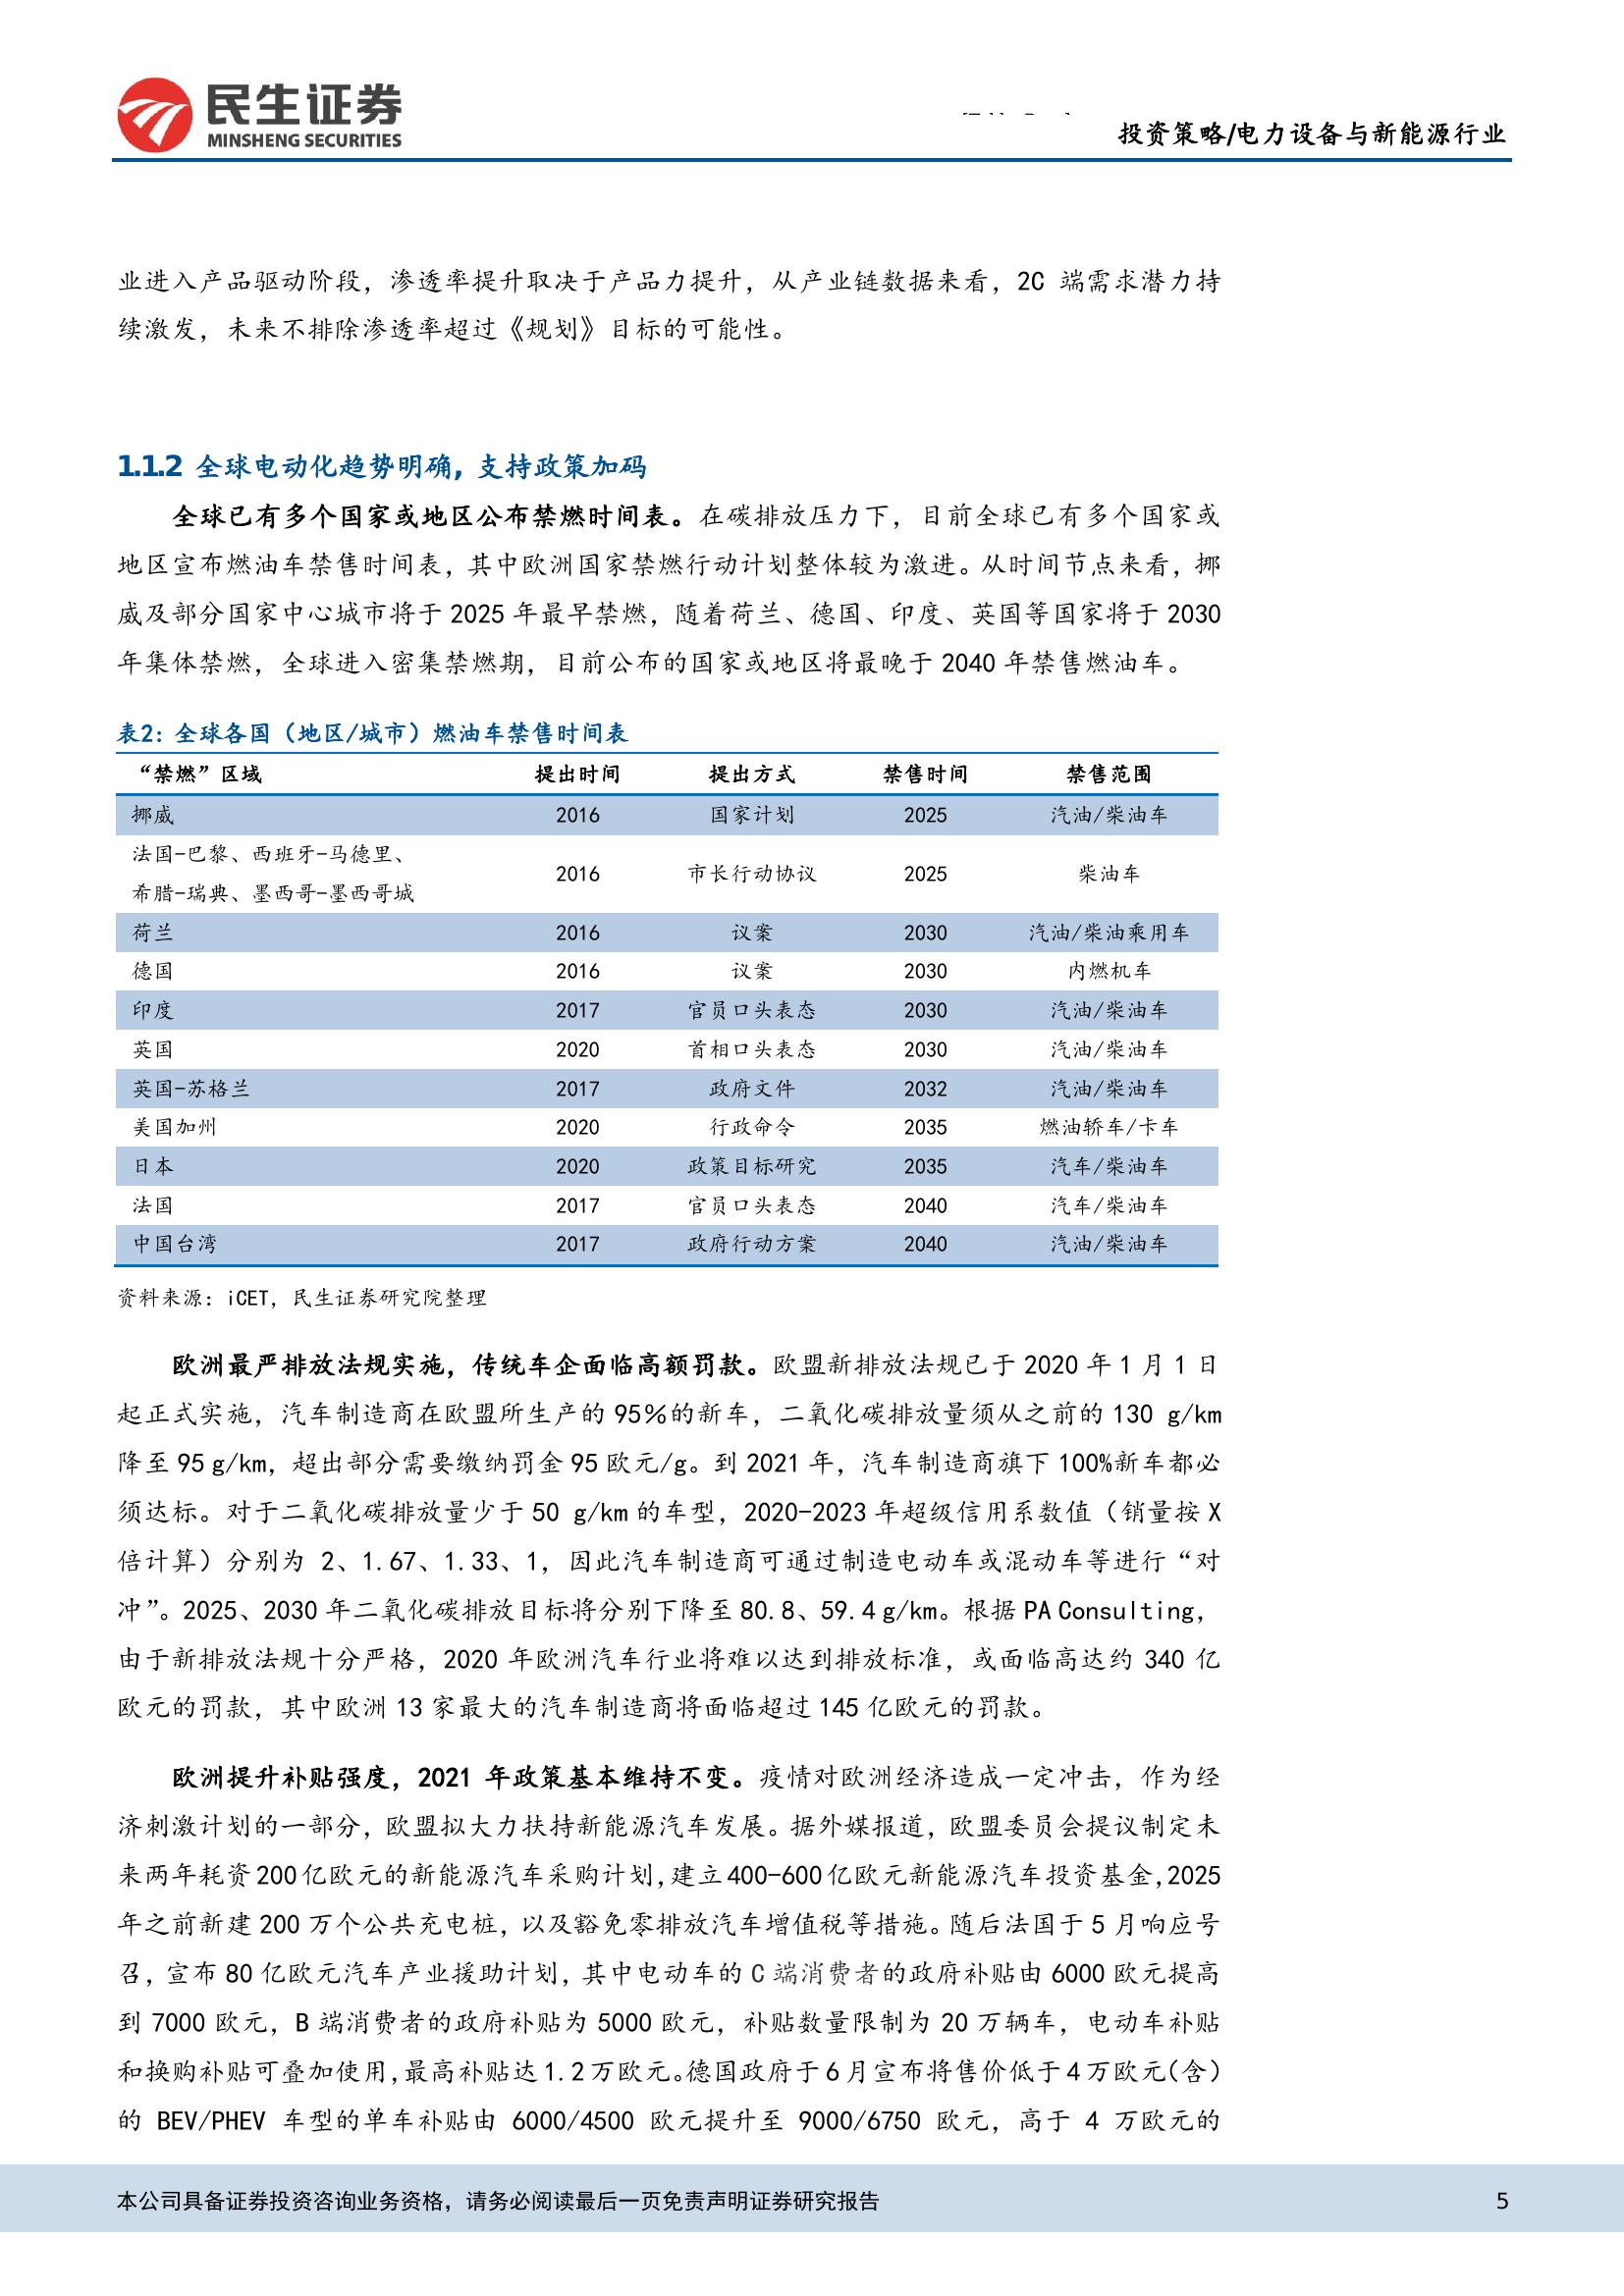 民生证券
MINSHENG SECURITIES
投资策略/电力设备与新能源行业
业进入产品驱动阶段，渗透率提升取决于产品力提升，从产业链数据来看，2C 端需求潜力持
续激发，未来不排除渗透率超过《规划》目标的可能性。
1.1.2 全球电动化趋势明确，支持政策加码
全球已有多个国家或地区公布禁燃时间表。在碳排放压力下，目前全球已有多个国家或
地区宣布燃油车禁售时间表，其中欧洲国家禁燃行动计划整体较为激进。从时间节点来看，挪
威及部分国家中心城市将于 2025 年最早禁燃，随着荷兰、德国、印度、英国等国家将于 2030
年集体禁燃，全球进入密集禁燃期，目前公布的国家或地区将最晚于 2040 年禁售燃油车。
表2：全球各国（地区/城市）燃油车禁售时间表
“禁燃”区域 提出时间 提出方式 禁售时间 禁售范围
挪威 2016 国家计划 2025 汽油/柴油车
法国-巴黎、西班牙-马德里、
希腊-瑞典、墨西哥-墨西哥城 2016 市长行动协议 2025 柴油车
荷兰 2016 议案 2030 汽油/柴油乘用车
德国 2016 议案 2030 内燃机车
印度 2017 官员口头表态 2030 汽油/柴油车
英国 2020 首相口头表态 2030 汽油/柴油车
英国-苏格兰 2017 政府文件 2032 汽油/柴油车
美国加州 2020 行政命令 2035 燃油轿车/卡车
日本 2020 政策目标研究 2035 汽车/柴油车
法国 2017 官员口头表态 2040 汽车/柴油车
中国台湾 2017 政府行动方案 2040 汽油/柴油车
资料来源：iCET，民生证券研究院整理
欧洲最严排放法规实施，传统车企面临高额罚款。欧盟新排放法规已于 2020 年 1 月 1 日
起正式实施，汽车制造商在欧盟所生产的 95%的新车，二氧化碳排放量须从之前的 130 g/km
降至 95 g/km，超出部分需要缴纳罚金 95 欧元/g。到 2021 年，汽车制造商旗下 100%新车都必
须达标。对于二氧化碳排放量少于 50 g/km 的车型，2020-2023 年超级信用系数值（销量按 X
倍计算）分别为 2、1.67、1.33、1，因此汽车制造商可通过制造电动车或混动车等进行“对
冲”。2025、2030 年二氧化碳排放目标将分别下降至 80.8、59.4 g/km。根据 PA Consulting，
由于新排放法规十分严格，2020 年欧洲汽车行业将难以达到排放标准，或面临高达约 340 亿
欧元的罚款，其中欧洲 13 家最大的汽车制造商将面临超过 145 亿欧元的罚款。
欧洲提升补贴强度，2021 年政策基本维持不变。疫情对欧洲经济造成一定冲击，作为经
济刺激计划的一部分，欧盟拟大力扶持新能源汽车发展。据外媒报道，欧盟委员会提议制定未
来两年耗资 200 亿欧元的新能源汽车采购计划，建立 400-600 亿欧元新能源汽车投资基金，2025
年之前新建 200 万个公共充电桩，以及豁免零排放汽车增值税等措施。随后法国于 5 月响应号
召，宣布 80 亿欧元汽车产业援助计划，其中电动车的 C 端消费者的政府补贴由 6000 欧元提高
到 7000 欧元，B 端消费者的政府补贴为 5000 欧元，补贴数量限制为 20 万辆车，电动车补贴
和换购补贴可叠加使用，最高补贴达 1.2 万欧元。德国政府于 6 月宣布将售价低于 4 万欧元（含）
的 BEV/PHEV 车型的单车补贴由 6000/4500 欧元提升至 9000/6750 欧元，高于 4 万欧元的
本公司具备证券投资咨询业务资格，请务必阅读最后一页免责声明证券研究报告 5